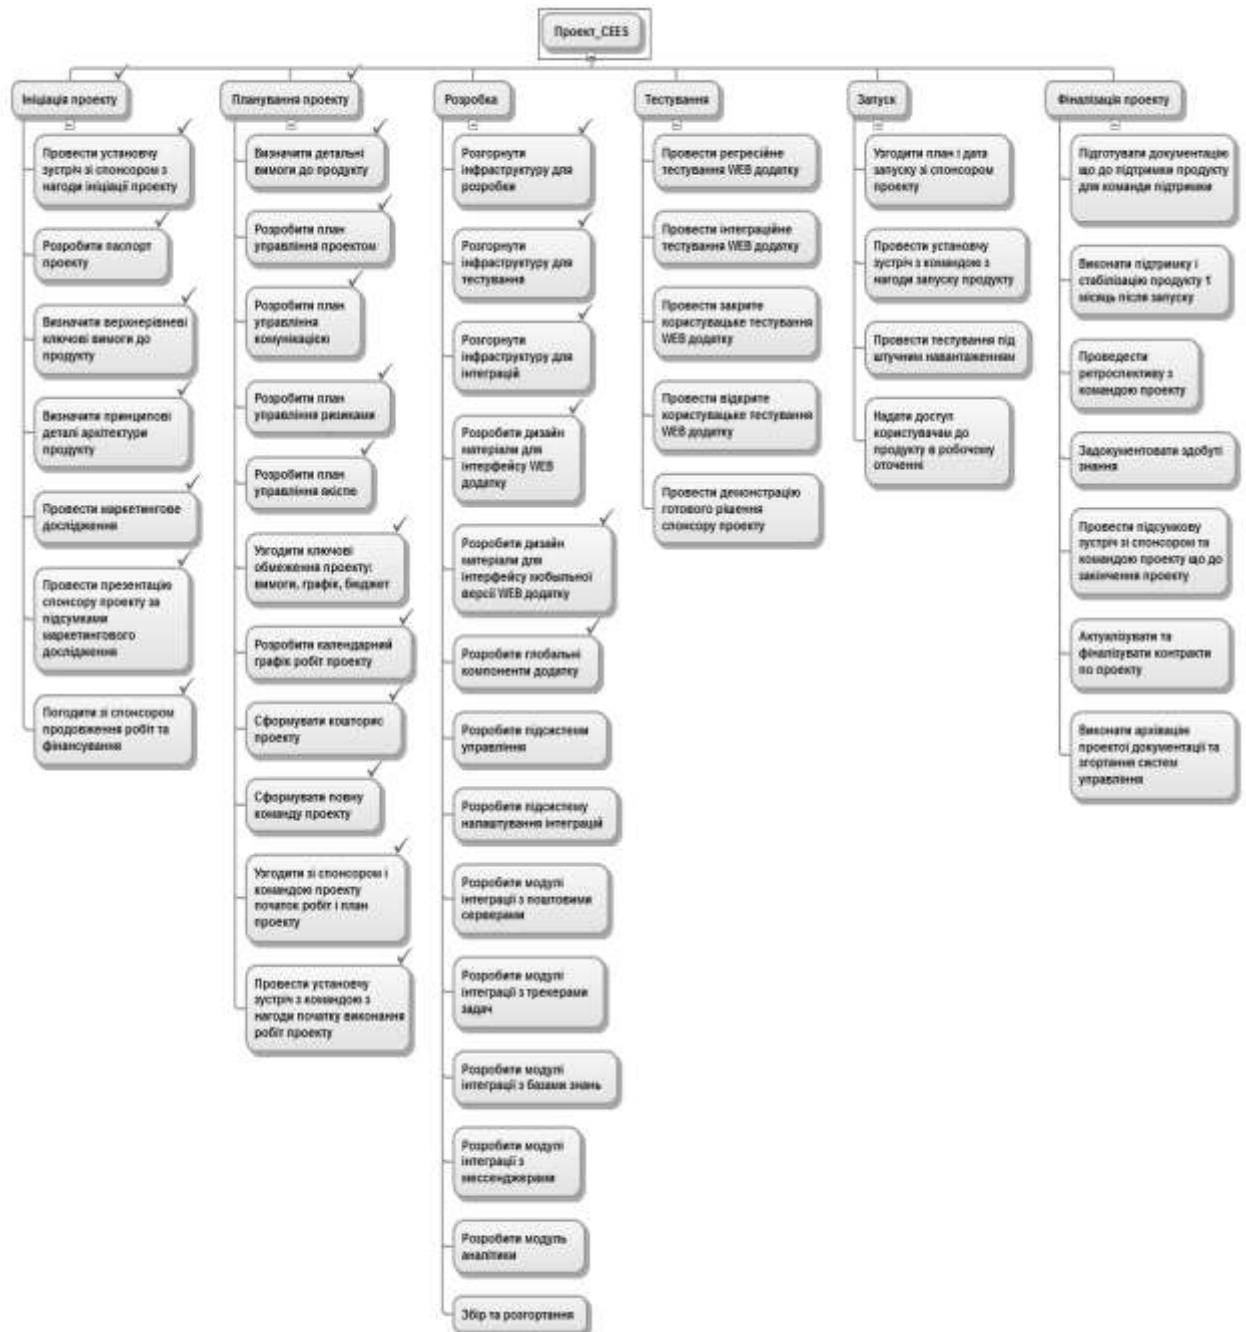 Проект_CEES
Ініціація проекту
Провести установчу
зустріч зі спонсором з
нагоди ініціації проекту
Розробити паспорт
проекту
Визначити верхнерівневі
ключові вимоги до
продукту
Визначити принципові
деталі архітектури
продукту
Провести маркетингове
дослідження
Провести презентацію
спонсору проекту за
підсумками
маркетингового
дослідження
Погодити зі спонсором
продовження робіт та
фінансування
Планування проекту
Визначити детальні
вимоги до продукту
Розробити план
управління проектом
Розробити план
управління
комунікацією
Розробити план
управління ризиками
Розробити план
управління якістю
Узгодити ключові
обмеження проекту:
вимоги, графік, бюджет
Розробити календарний
графік робіт проекту
Сформувати кошторис
проекту
Сформувати повну
команду проекту
Узгодити зі спонсором і
командою проекту
початок робіт і план
проекту
Провести установчу
зустріч з командою з
нагоди початку виконання
робіт проекту
Розробка
Розгорнути
інфраструктуру для
розробки
Розгорнути
інфраструктуру для
тестування
Розгорнути
інфраструктуру для
інтеграцій
Розробити дизайн
матеріали для
інтерфейсу WEB
додатку
Розробити дизайн
матеріали для
інтерфейсу мобыльної
версії WEB додатку
Розробити глобальні
компоненти додатку
Розробити підсистеми
управління
Розробити підсистему
налаштування інтеграцій
Розробити модулі
інтеграції з поштовими
серверами
Розробити модулі
інтеграції з трекерами
задач
Розробити модулі
інтеграції з базами знань
Розробити модулі
інтеграції з
мессенджерами
Розробити модуль
аналітики
Збір та розгортання
Тестування
Провести регресійне
тестування WEB додатку
Провести інтеграційне
тестування WEB додатку
Провести закрите
користувацьке тестування
WEB додатку
Провести відкрите
користувацьке тестування
WEB додатку
Провести демонстрацію
готового рішення
спонсору проекту
Запуск
Узгодити план і дата
запуску зі спонсором
проекту
Провести установчу
зустріч з командою з
нагоди запуску продукту
Провести тестування під
штучним навантаженням
Надати доступ
користувачам до
продукту в робочому
оточенні
Фіналізація проекту
Підготувати документацію
що до підтримки продукту
для команди підтримки
Виконати підтримку і
стабілізацію продукту 1
місяць після запуску
Проведести
ретроспективу з
командою проекту
Задокументовати здобуті
знання
Провести підсумкову
зустріч зі спонсором та
командою проекту що до
закінчення проекту
Актуалізувати та
фіналізувати контракти
по проекту
Виконати архівацію
проектої документації та
згортання систем
управління